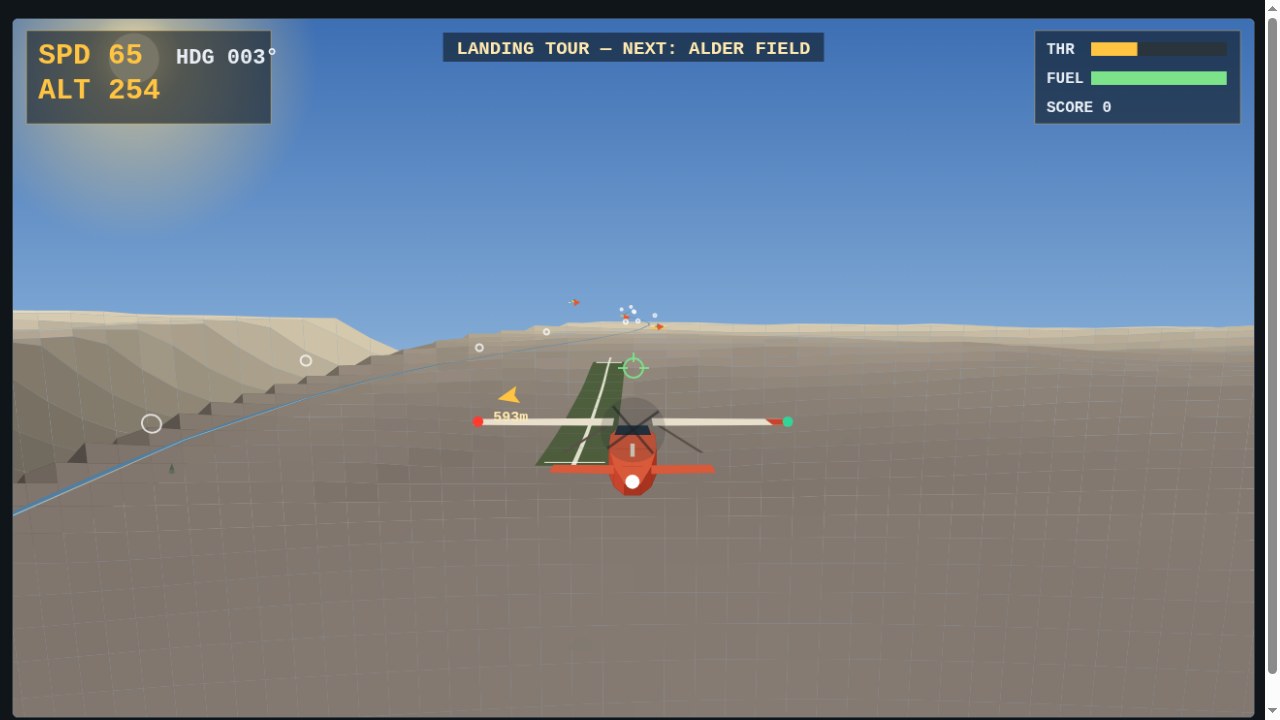 SPD 65 HDG 003°
ALT 254
LANDING TOUR — NEXT: ALDER FIELD
THR
FUEL
SCORE 0
593m